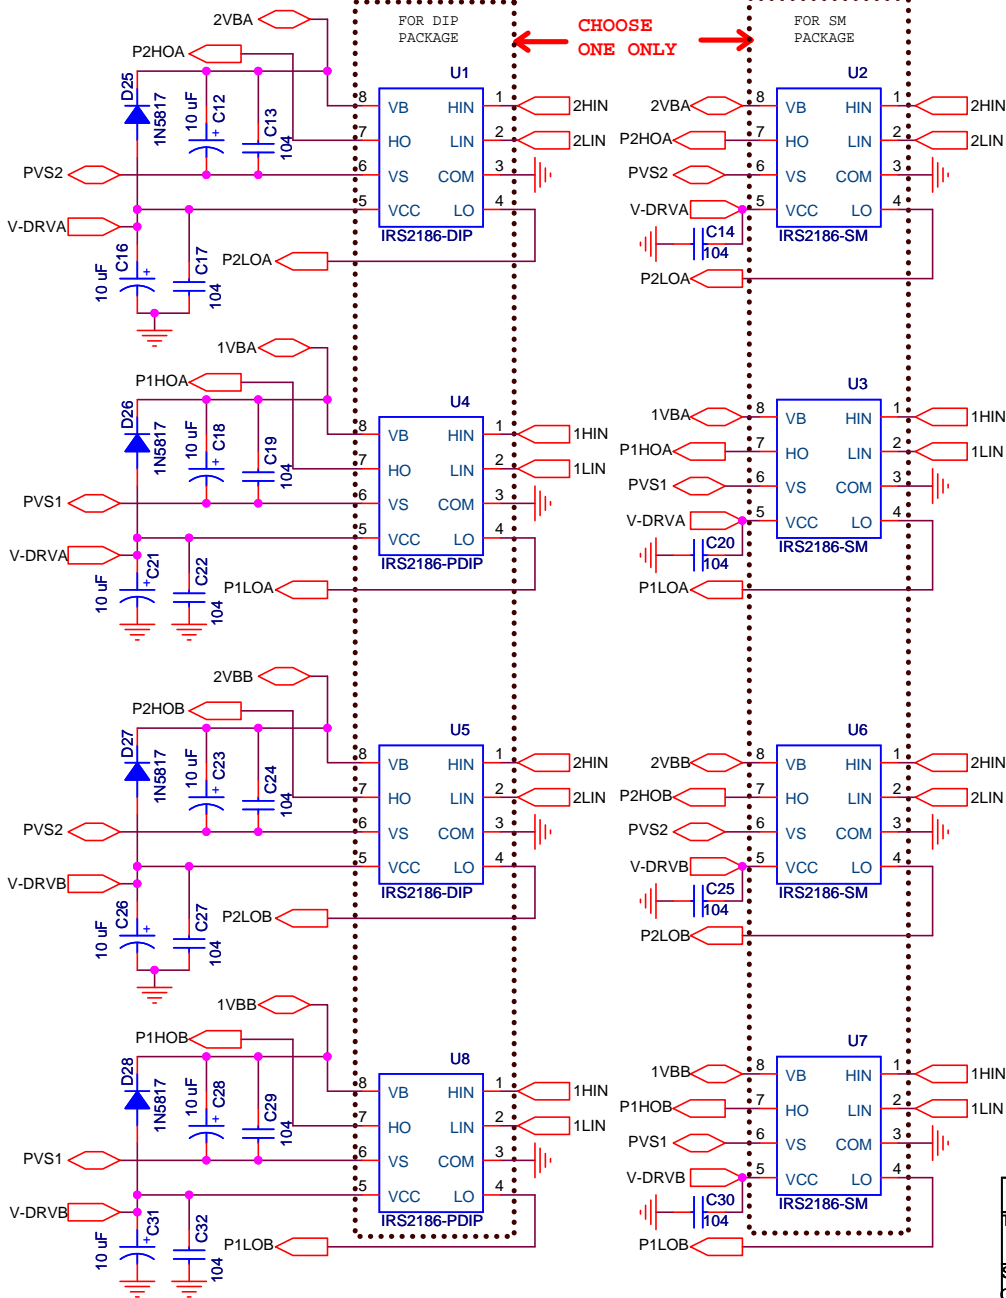 FOR DIP
PACKAGE
CHOOSE
ONE ONLY
FOR SM
PACKAGE
2VBA
P2HOA
D25
1N5817
10 uF
C12
C13
104
PVS2
V-DRVA
C16
10 uF
C17
104
P2LOA
U1
8 VB HIN 1 2HIN
7 HO LIN 2 2LIN
6 VS COM 3
5 VCC LO 4
IRS2186-DIP
U2
2VBA 8 VB HIN 1 2HIN
P2HOA 7 HO LIN 2 2LIN
PVS2 6 VS COM 3
V-DRVA 5 VCC LO 4
IRS2186-SM
C14
104
P2LOA
1VBA
P1HOA
D26
1N5817
10 uF
C18
C19
104
PVS1
V-DRVA
C21
10 uF
C22
104
P1LOA
U4
8 VB HIN 1 1HIN
7 HO LIN 2 1LIN
6 VS COM 3
5 VCC LO 4
IRS2186-PDIP
U3
1VBA 8 VB HIN 1 1HIN
P1HOA 7 HO LIN 2 1LIN
PVS1 6 VS COM 3
V-DRVA 5 VCC LO 4
IRS2186-SM
C20
104
P1LOA
2VBB
P2HOB
D27
1N5817
10 uF
C23
C24
104
PVS2
V-DRVB
C26
10 uF
C27
104
P2LOB
U5
8 VB HIN 1 2HIN
7 HO LIN 2 2LIN
6 VS COM 3
5 VCC LO 4
IRS2186-DIP
U6
2VBB 8 VB HIN 1 2HIN
P2HOB 7 HO LIN 2 2LIN
PVS2 6 VS COM 3
V-DRVB 5 VCC LO 4
IRS2186-SM
C25
104
P2LOB
1VBB
P1HOB
D28
1N5817
10 uF
C28
C29
104
PVS1
V-DRVB
C31
10 uF
C32
104
P1LOB
U8
8 VB HIN 1 1HIN
7 HO LIN 2 1LIN
6 VS COM 3
5 VCC LO 4
IRS2186-PDIP
U7
1VBB 8 VB HIN 1 1HIN
P1HOB 7 HO LIN 2 1LIN
PVS1 6 VS COM 3
V-DRVB 5 VCC LO 4
IRS2186-SM
C30
104
P1LOB